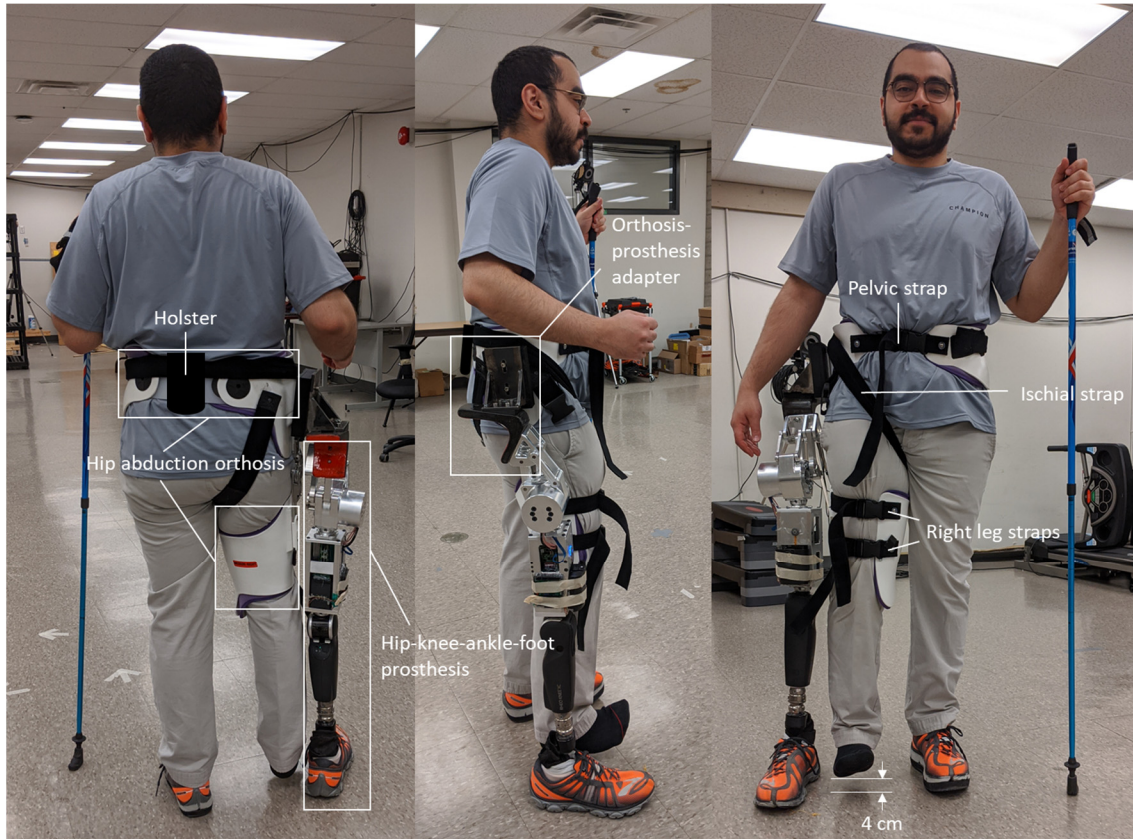 Holster
Hip abduction orthosis
Hip-knee-ankle-foot
prosthesis
Orthosis-
prosthesis
adapter
CHAMPION
Pelvic strap
Ischial strap
Right leg straps
4 cm